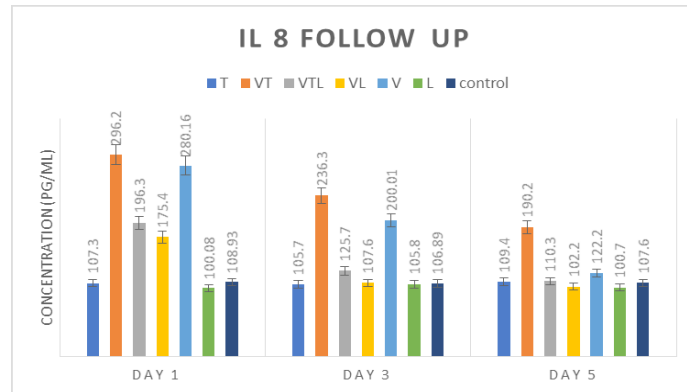 IL 8 FOLLOW UP
T VT VTL VL V L control
CONCENTRATION (PG/ML)
107.3 296.2 196.3 175.4 280.16 100.08 108.93
105.7 236.3 125.7 107.6 200.01 105.8 106.89
109.4 190.2 110.3 102.2 122.2 100.7 107.6
DAY 1 DAY 3 DAY 5